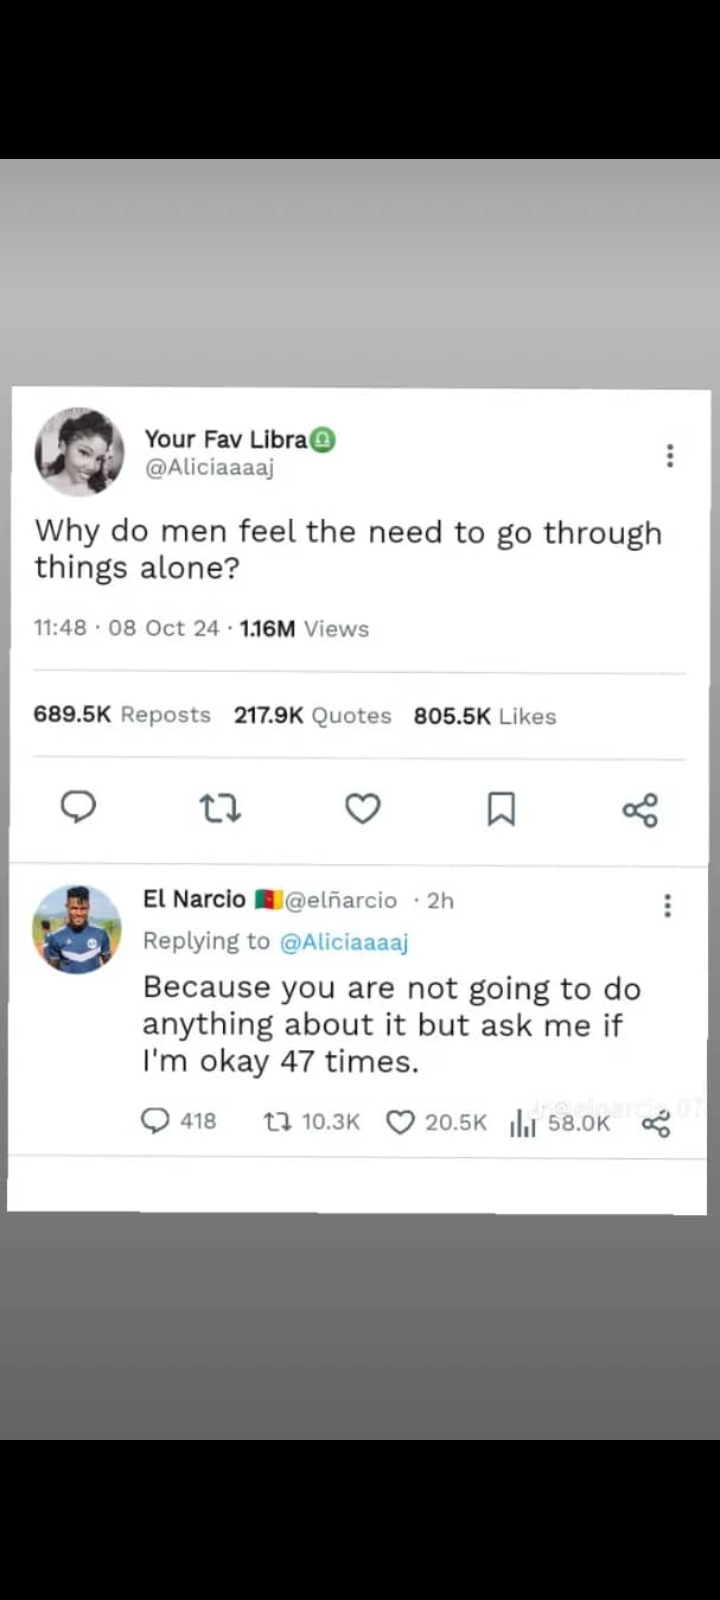 Your Fav Libra♎
@Aliciaaaaj
Why do men feel the need to go through
things alone?
11:48 · 08 Oct 24 · 1.16M Views
689.5K Reposts 217.9K Quotes 805.5K Likes
El Narcio 🇨🇲@elñarcio · 2h
Replying to @Aliciaaaaj
Because you are not going to do
anything about it but ask me if
I'm okay 47 times.
@elnarcio_07
418 10.3K 20.5K 58.0K